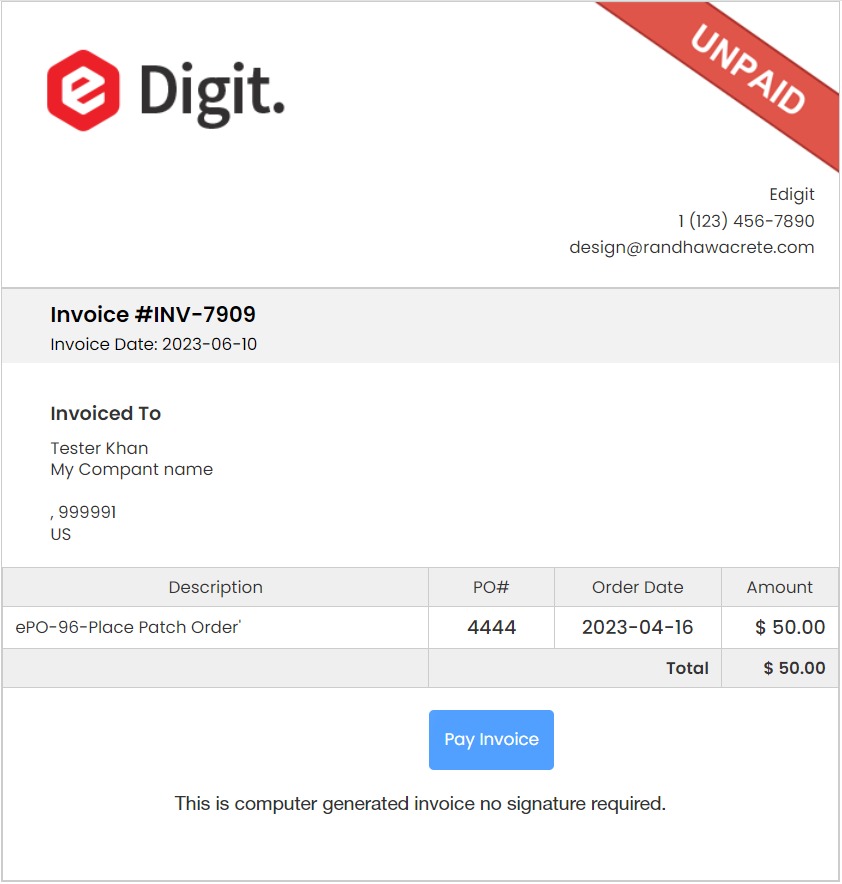 e Digit.
UNPAID
Edigit
1 (123) 456-7890
design@randhawacrete.com
Invoice #INV-7909
Invoice Date: 2023-06-10
Invoiced To
Tester Khan
My Compant name
, 999991
US
Description PO# Order Date Amount
ePO-96-Place Patch Order' 4444 2023-04-16 $ 50.00
Total $ 50.00
Pay Invoice
This is computer generated invoice no signature required.